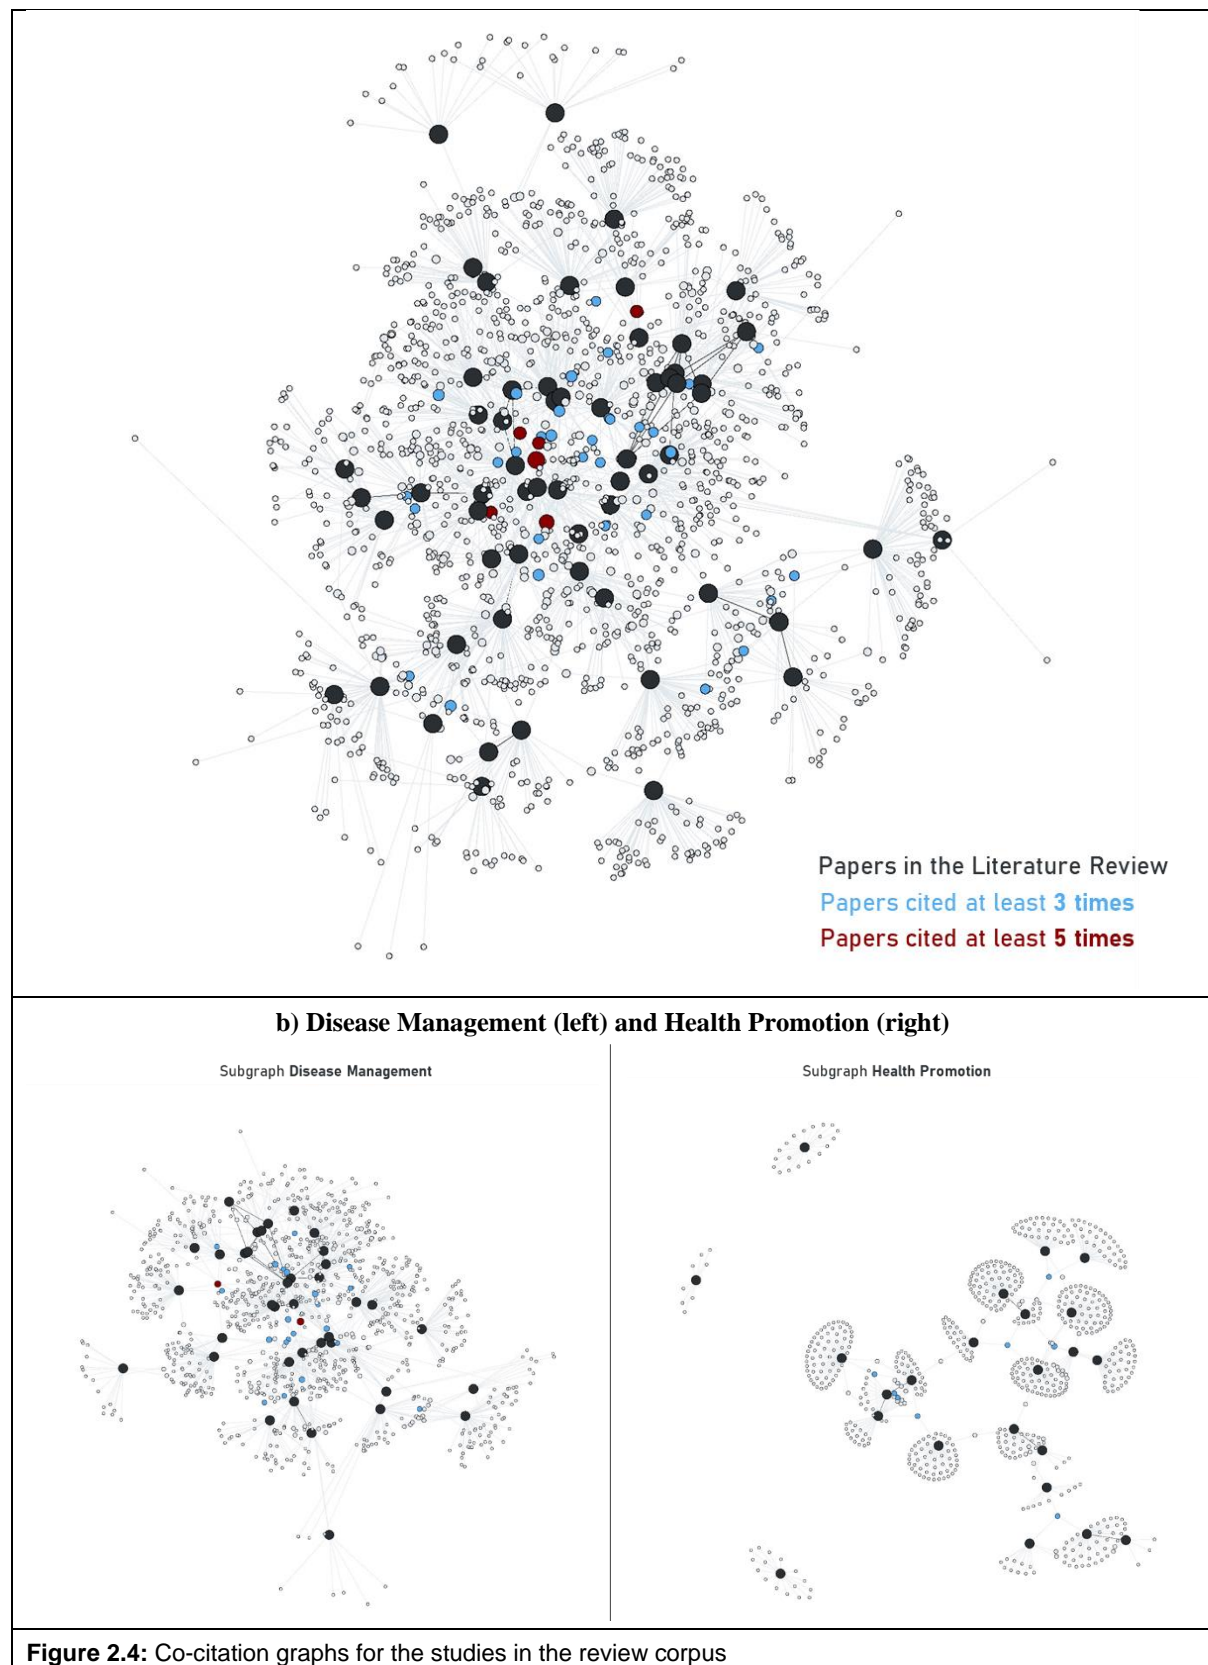 Papers in the Literature Review
Papers cited at least 3 times
Papers cited at least 5 times
b) Disease Management (left) and Health Promotion (right)
Subgraph Disease Management
Subgraph Health Promotion
Figure 2.4: Co-citation graphs for the studies in the review corpus